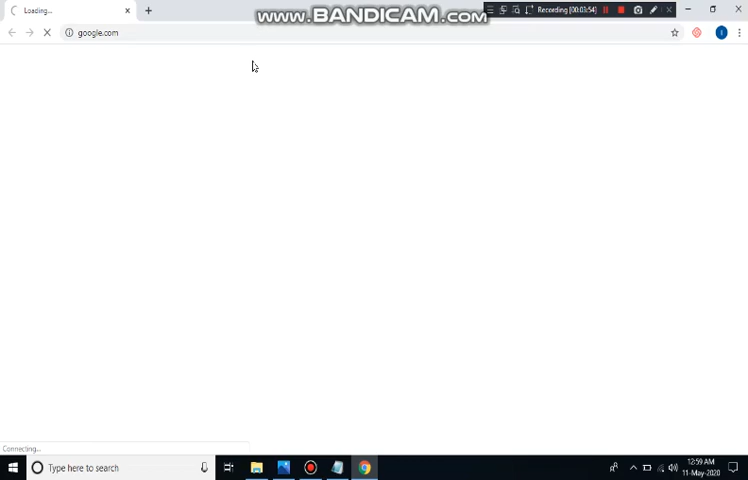 Loading...
www.BANDICAM.com
Recording [00:03:54]
google.com
Connecting...
Type here to search
12:59 AM
11-May-2020